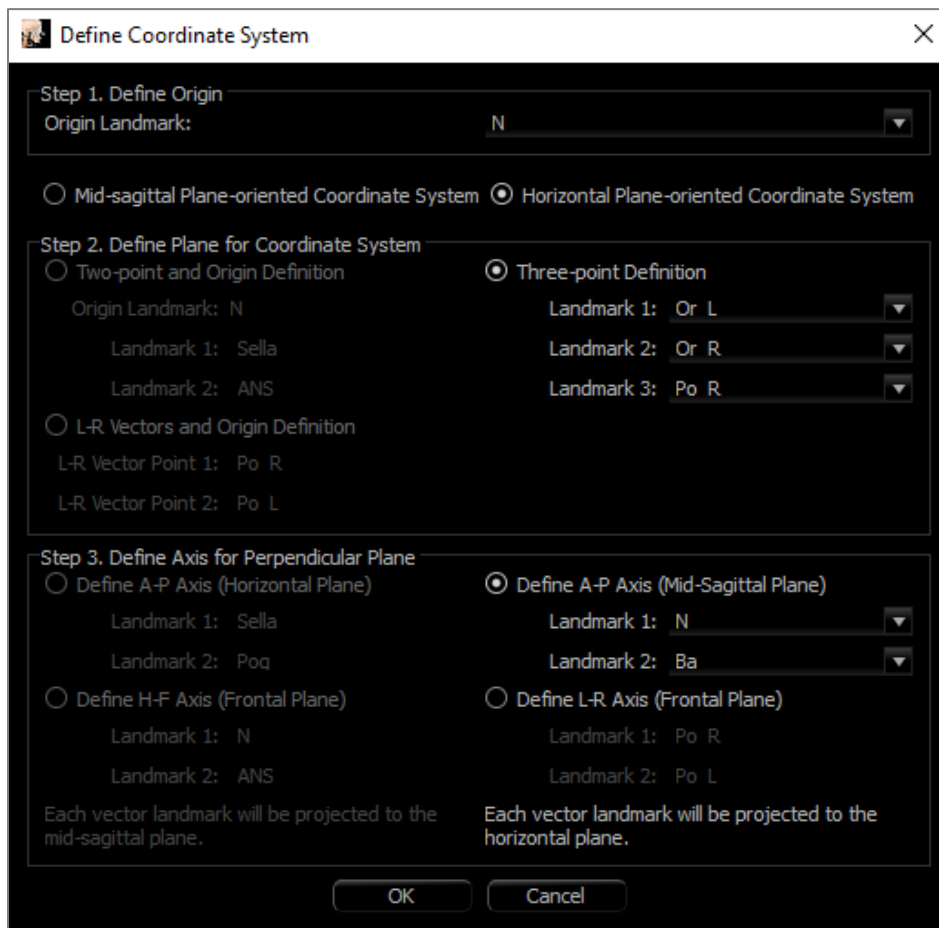 Define Coordinate System
Step 1. Define Origin
Origin Landmark: N
Mid-sagittal Plane-oriented Coordinate System Horizontal Plane-oriented Coordinate System
Step 2. Define Plane for Coordinate System
Two-point and Origin Definition Three-point Definition
Origin Landmark: N Landmark 1: Or L
Landmark 1: Sella Landmark 2: Or R
Landmark 2: ANS Landmark 3: Po R
L-R Vectors and Origin Definition
L-R Vector Point 1: Po R
L-R Vector Point 2: Po L
Step 3. Define Axis for Perpendicular Plane
Define A-P Axis (Horizontal Plane) Define A-P Axis (Mid-Sagittal Plane)
Landmark 1: Sella Landmark 1: N
Landmark 2: Pog Landmark 2: Ba
Define H-F Axis (Frontal Plane) Define L-R Axis (Frontal Plane)
Landmark 1: N Landmark 1: Po R
Landmark 2: ANS Landmark 2: Po L
Each vector landmark will be projected to the Each vector landmark will be projected to the
mid-sagittal plane. horizontal plane.
OK Cancel